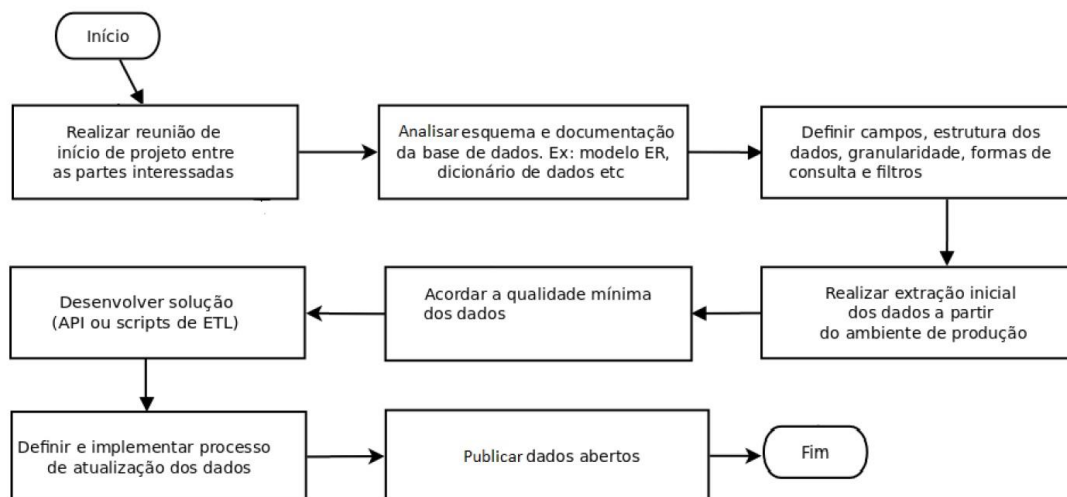 Início
Realizar reunião de
início de projeto entre
as partes interessadas
Analisar esquema e documentação
da base de dados. Ex: modelo ER,
dicionário de dados etc
Definir campos, estrutura dos
dados, granularidade, formas de
consulta e filtros
Realizar extração inicial
dos dados a partir
do ambiente de produção
Acordar a qualidade mínima
dos dados
Desenvolver solução
(API ou scripts de ETL)
Definir e implementar processo
de atualização dos dados
Publicar dados abertos
Fim